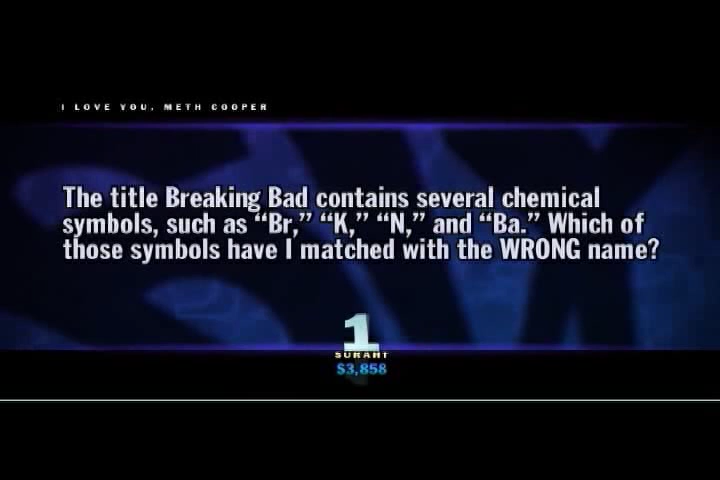 I LOVE YOU, METH COOPER
The title Breaking Bad contains several chemical
symbols, such as “Br,” “K,” “N,” and “Ba.” Which of
those symbols have I matched with the WRONG name?
1
SURAHT
$3,858